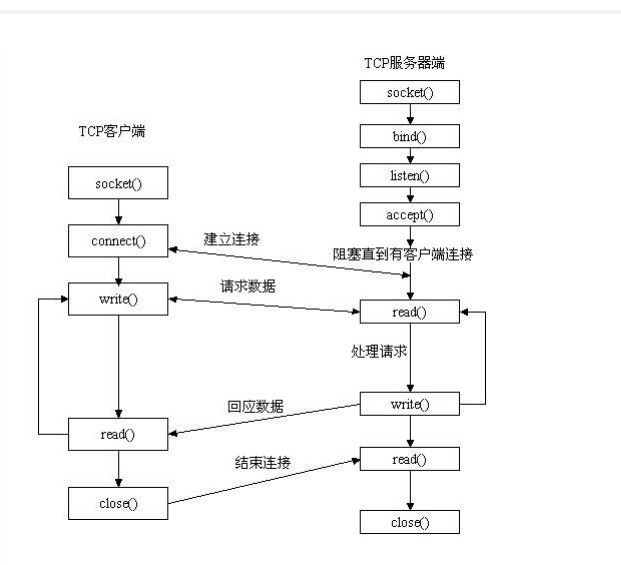 TCP服务器端
socket()
bind()
TCP客户端
listen()
socket()
accept()
connect()
建立连接
阻塞直到有客户端连接
请求数据
write()
read()
处理请求
回应数据
write()
read()
结束连接
read()
close()
close()